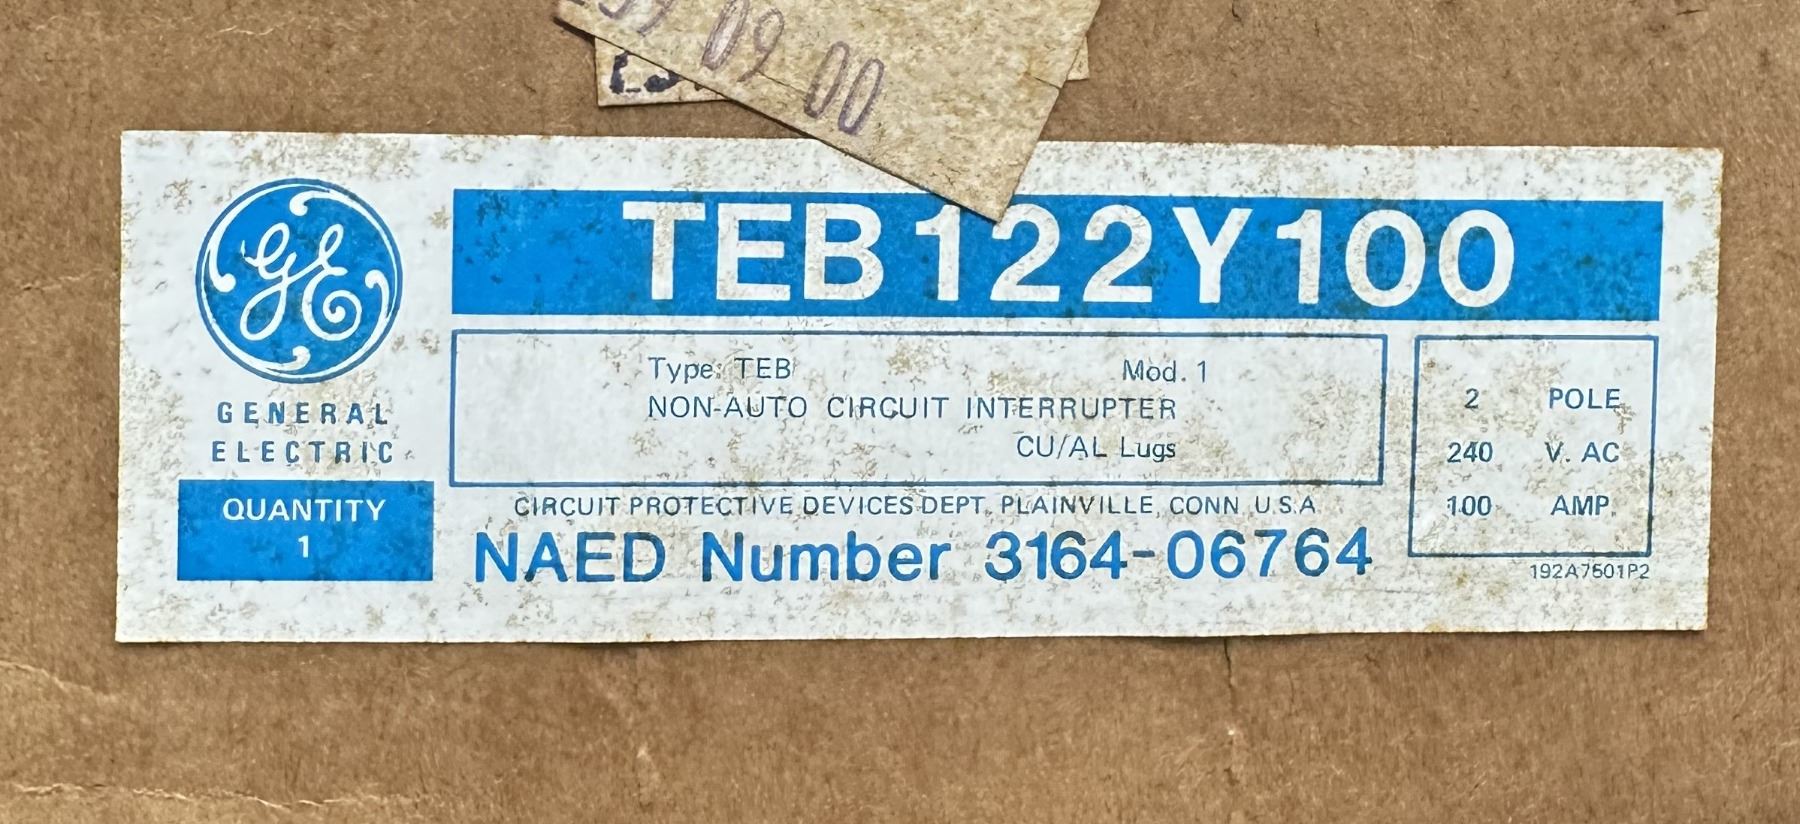 09 00
TEB122Y100
GE
GENERAL
ELECTRIC
QUANTITY
1
Type: TEB Mod. 1
NON-AUTO CIRCUIT INTERRUPTER
CU/AL Lugs
2 POLE
240 V. AC
100 AMP.
CIRCUIT PROTECTIVE DEVICES DEPT. PLAINVILLE, CONN. U.S.A
NAED Number 3164-06764
192A7501P2